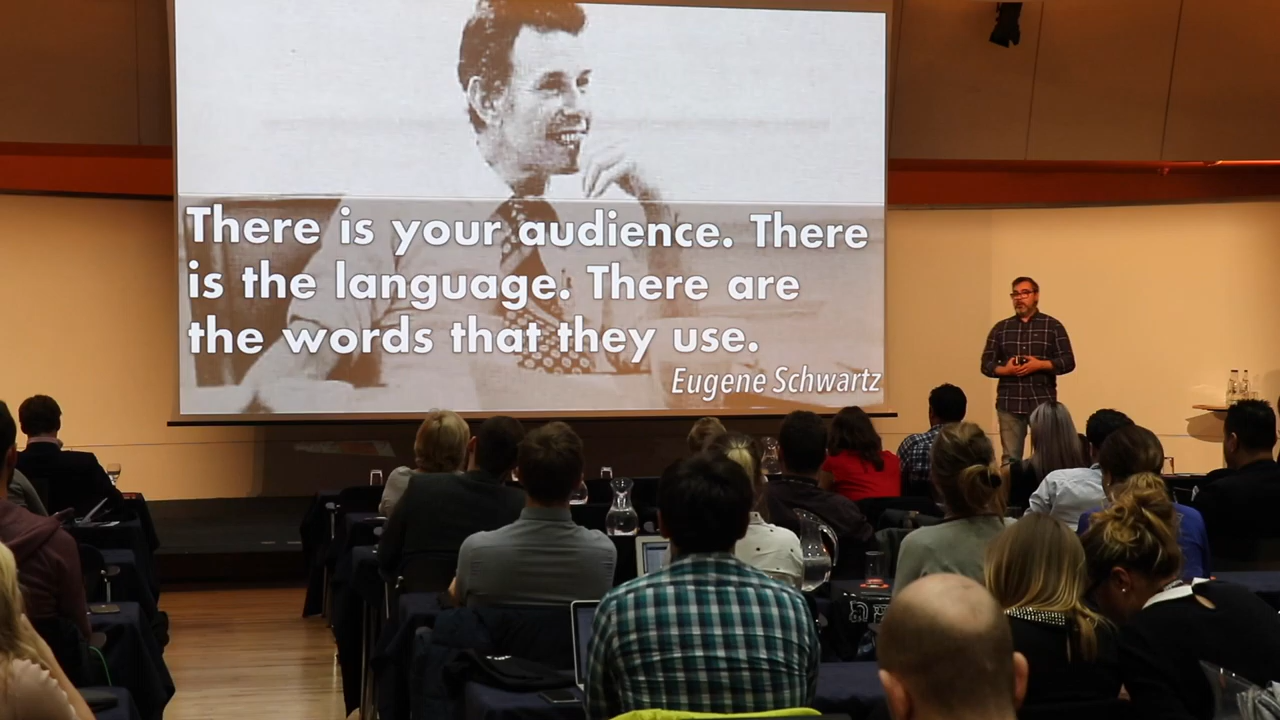 There is your audience. There
is the language. There are
the words that they use.
Eugene Schwartz